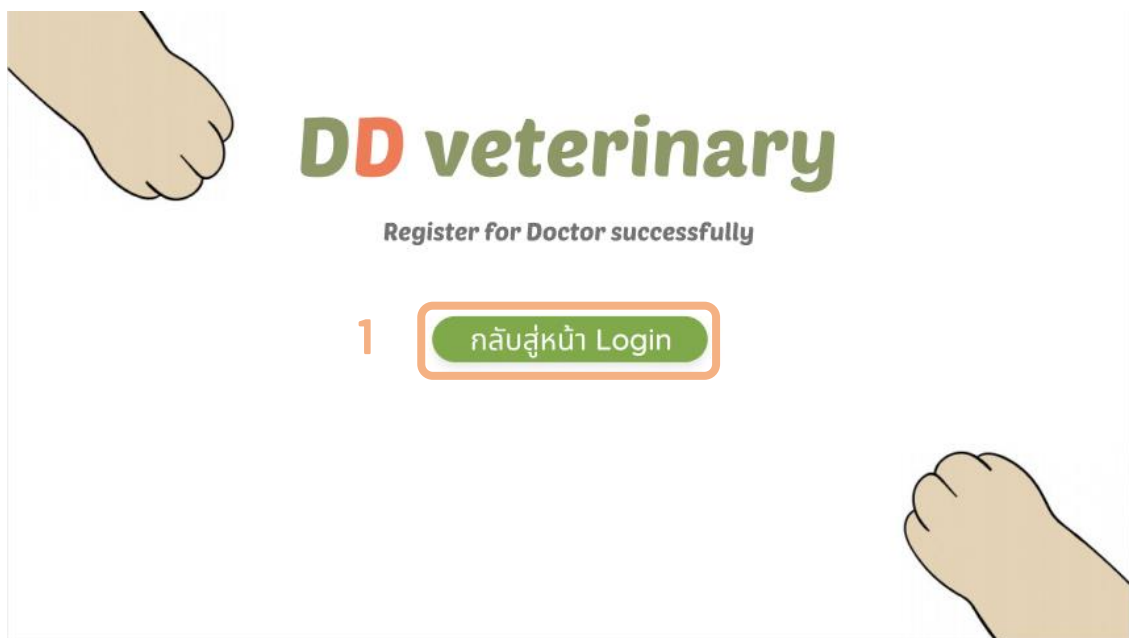 DD veterinary
Register for Doctor successfully
1 กลับสู่หน้า Login